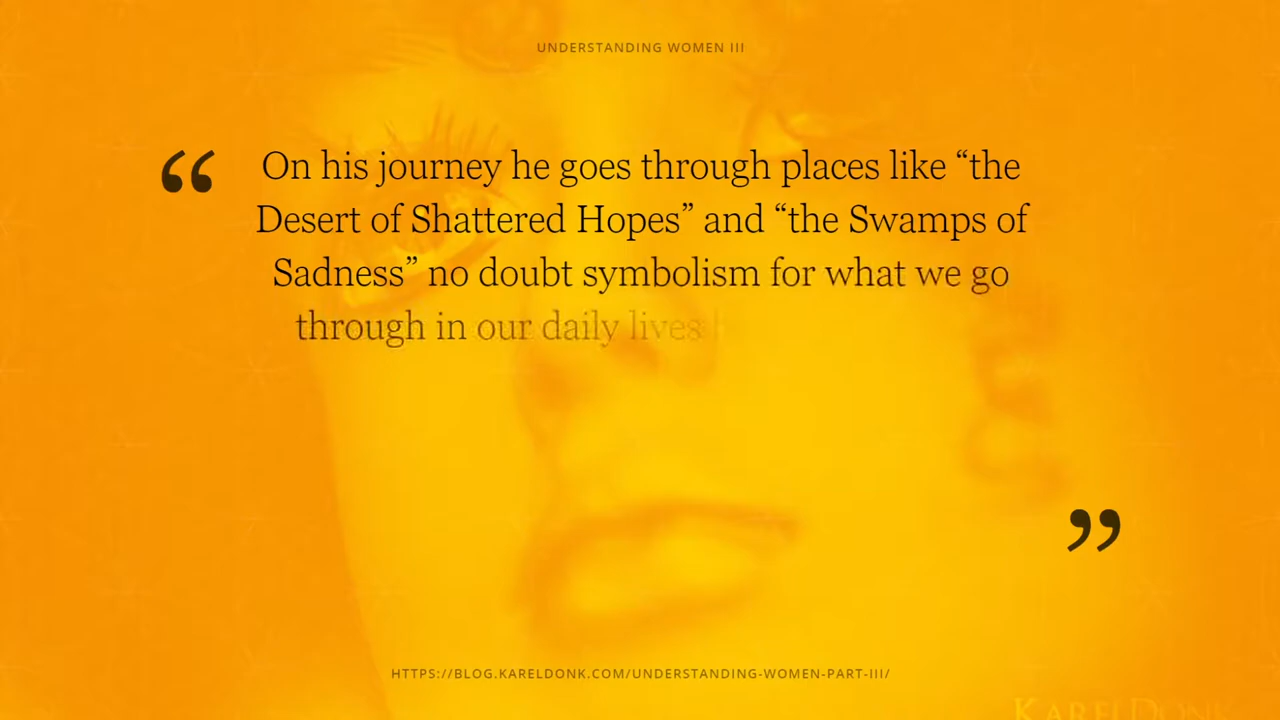 UNDERSTANDING WOMEN III
“ On his journey he goes through places like “the
Desert of Shattered Hopes” and “the Swamps of
Sadness” no doubt symbolism for what we go
through in our daily lives
”
HTTPS://BLOG.KARELDONK.COM/UNDERSTANDING-WOMEN-PART-III/
KARELDONK